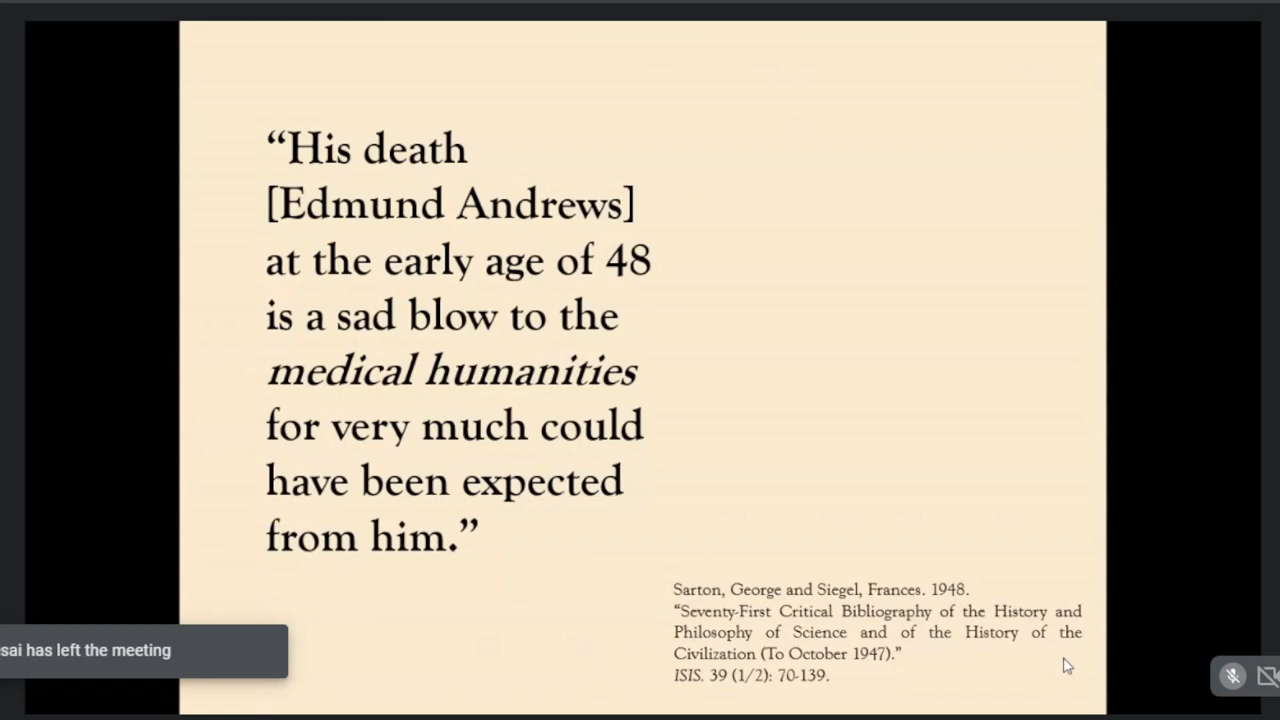 “His death
[Edmund Andrews]
at the early age of 48
is a sad blow to the
medical humanities
for very much could
have been expected
from him.”
Sarton, George and Siegel, Frances. 1948.
“Seventy-First Critical Bibliography of the History and
Philosophy of Science and of the History of the
Civilization (To October 1947).”
ISIS. 39 (1/2): 70-139.
sai has left the meeting